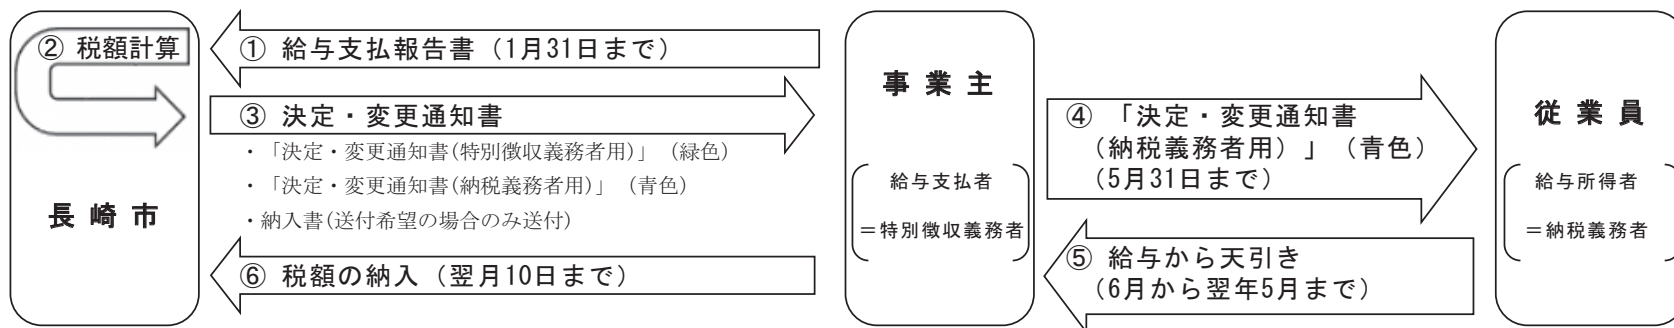 ② 税額計算
長崎市
① 給与支払報告書（1月31日まで）
③ 決定・変更通知書
・「決定・変更通知書(特別徴収義務者用)」（緑色）
・「決定・変更通知書(納税義務者用)」（青色）
・納入書(送付希望の場合のみ送付)
⑥ 税額の納入（翌月10日まで）
事業主
給与支払者
＝特別徴収義務者
④ 「決定・変更通知書
（納税義務者用）」（青色）
（5月31日まで）
⑤ 給与から天引き
（6月から翌年5月まで）
従業員
給与所得者
＝納税義務者